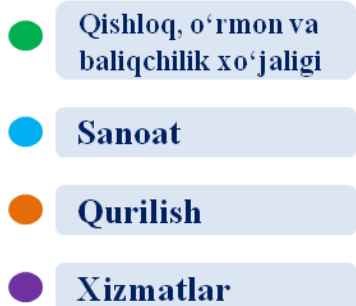 Qishloq, o‘rmon va
baliqchilik xo‘jaligi
Sanoat
Qurilish
Xizmatlar